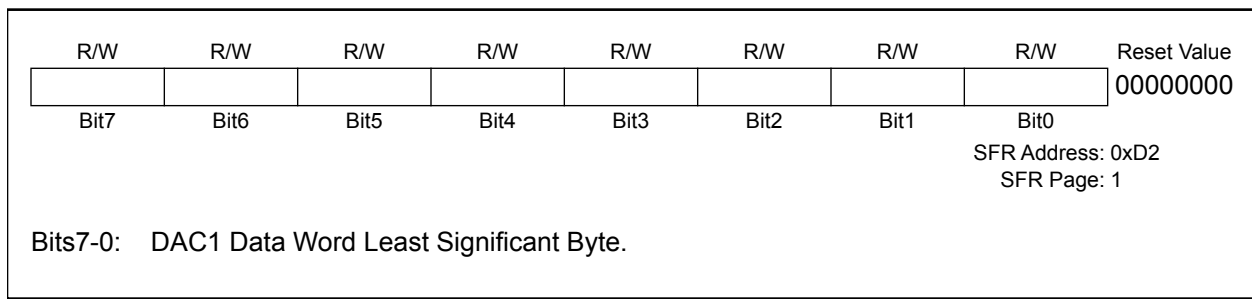 R/W R/W R/W R/W R/W R/W R/W R/W Reset Value
00000000
Bit7 Bit6 Bit5 Bit4 Bit3 Bit2 Bit1 Bit0
SFR Address: 0xD2
SFR Page: 1
Bits7-0: DAC1 Data Word Least Significant Byte.